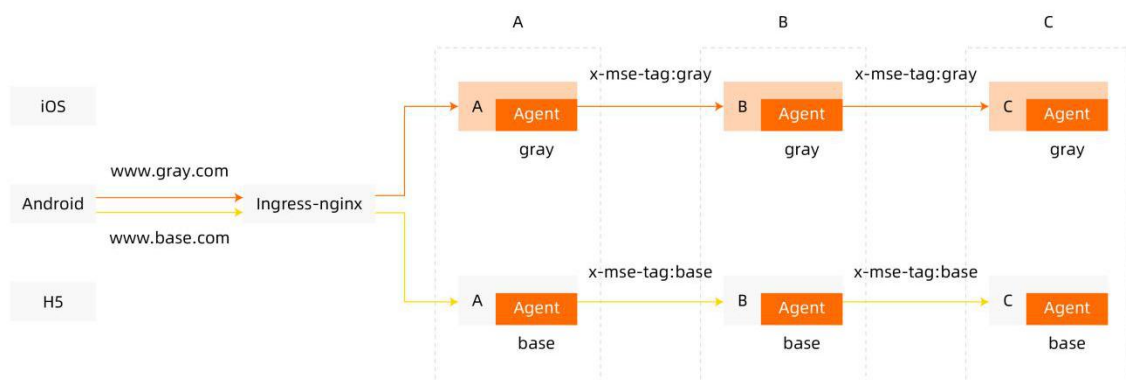 A
B
C
x-mse-tag:gray
x-mse-tag:gray
iOS
A
Agent
B
Agent
C
Agent
gray
gray
gray
www.gray.com
Android
Ingress-nginx
www.base.com
x-mse-tag:base
x-mse-tag:base
H5
A
Agent
B
Agent
C
Agent
base
base
base